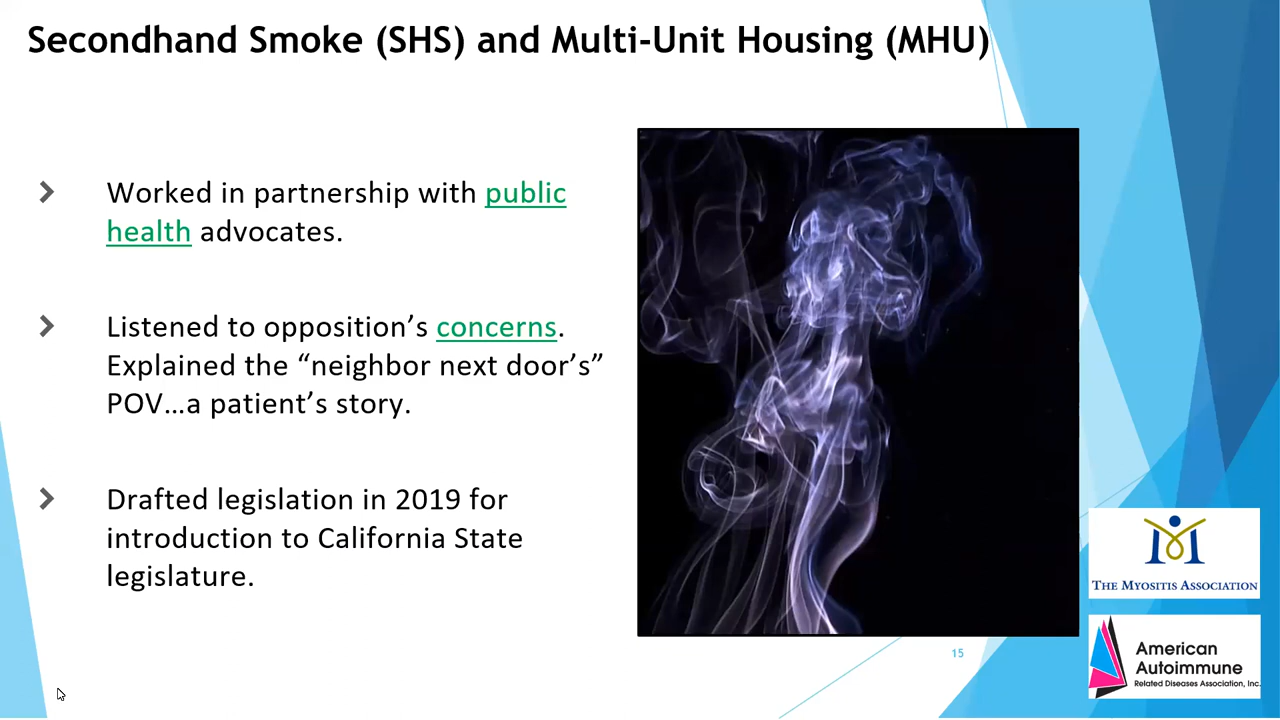 Secondhand Smoke (SHS) and Multi-Unit Housing (MHU)
Worked in partnership with public
health advocates.
Listened to opposition’s concerns.
Explained the “neighbor next door’s”
POV…a patient’s story.
Drafted legislation in 2019 for
introduction to California State
legislature.
THE MYOSITIS ASSOCIATION
15
American
Autoimmune
Related Diseases Association, Inc.